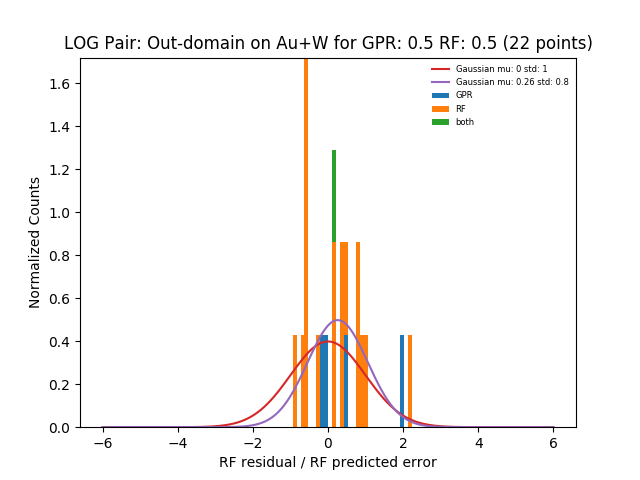 LOG Pair: Out-domain on Au+W for GPR: 0.5 RF: 0.5 (22 points)
Gaussian mu: 0 std: 1
Gaussian mu: 0.26 std: 0.8
GPR
RF
both
Normalized Counts
1.6
1.4
1.2
1.0
0.8
0.6
0.4
0.2
0.0
−6 −4 −2 0 2 4 6
RF residual / RF predicted error